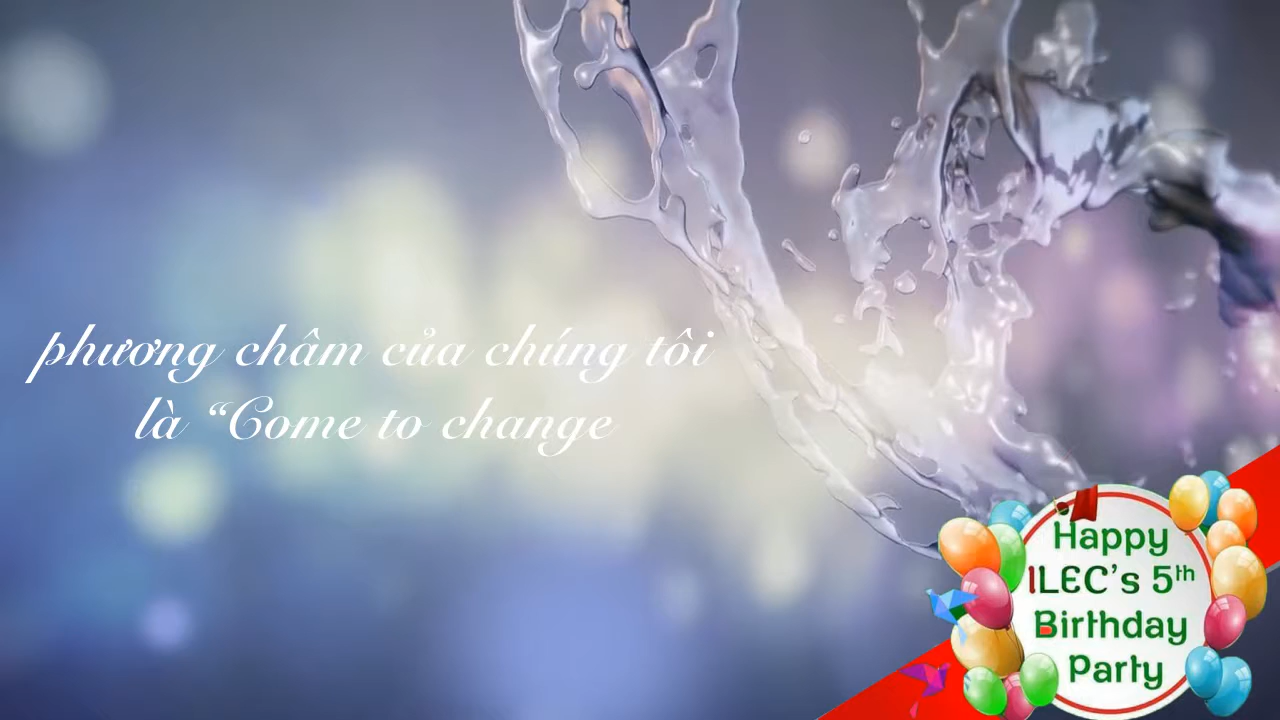 phương châm của chúng tôi
là “Come to change
Happy
ILEC’s 5th
Birthday
Party